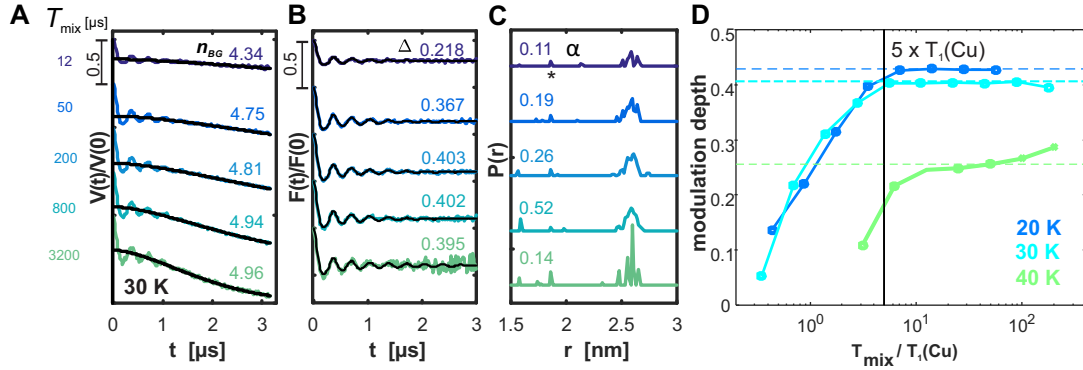 A
T_mix [µs]
12
50
200
800
3200
V(t)/V(0)
0.5
n_BG
4.34
4.75
4.81
4.94
4.96
30 K
0
1
2
3
t [µs]
B
F(t)/F(0)
0.5
Δ
0.218
0.367
0.403
0.402
0.395
0
1
2
3
t [µs]
C
P(r)
0.11
α
*
0.19
0.26
0.52
0.14
1.5
2
2.5
3
r [nm]
D
modulation depth
0.5
0.4
0.3
0.2
0.1
0
5 x T₁(Cu)
20 K
30 K
40 K
10⁰
10¹
10²
T_mix / T₁(Cu)